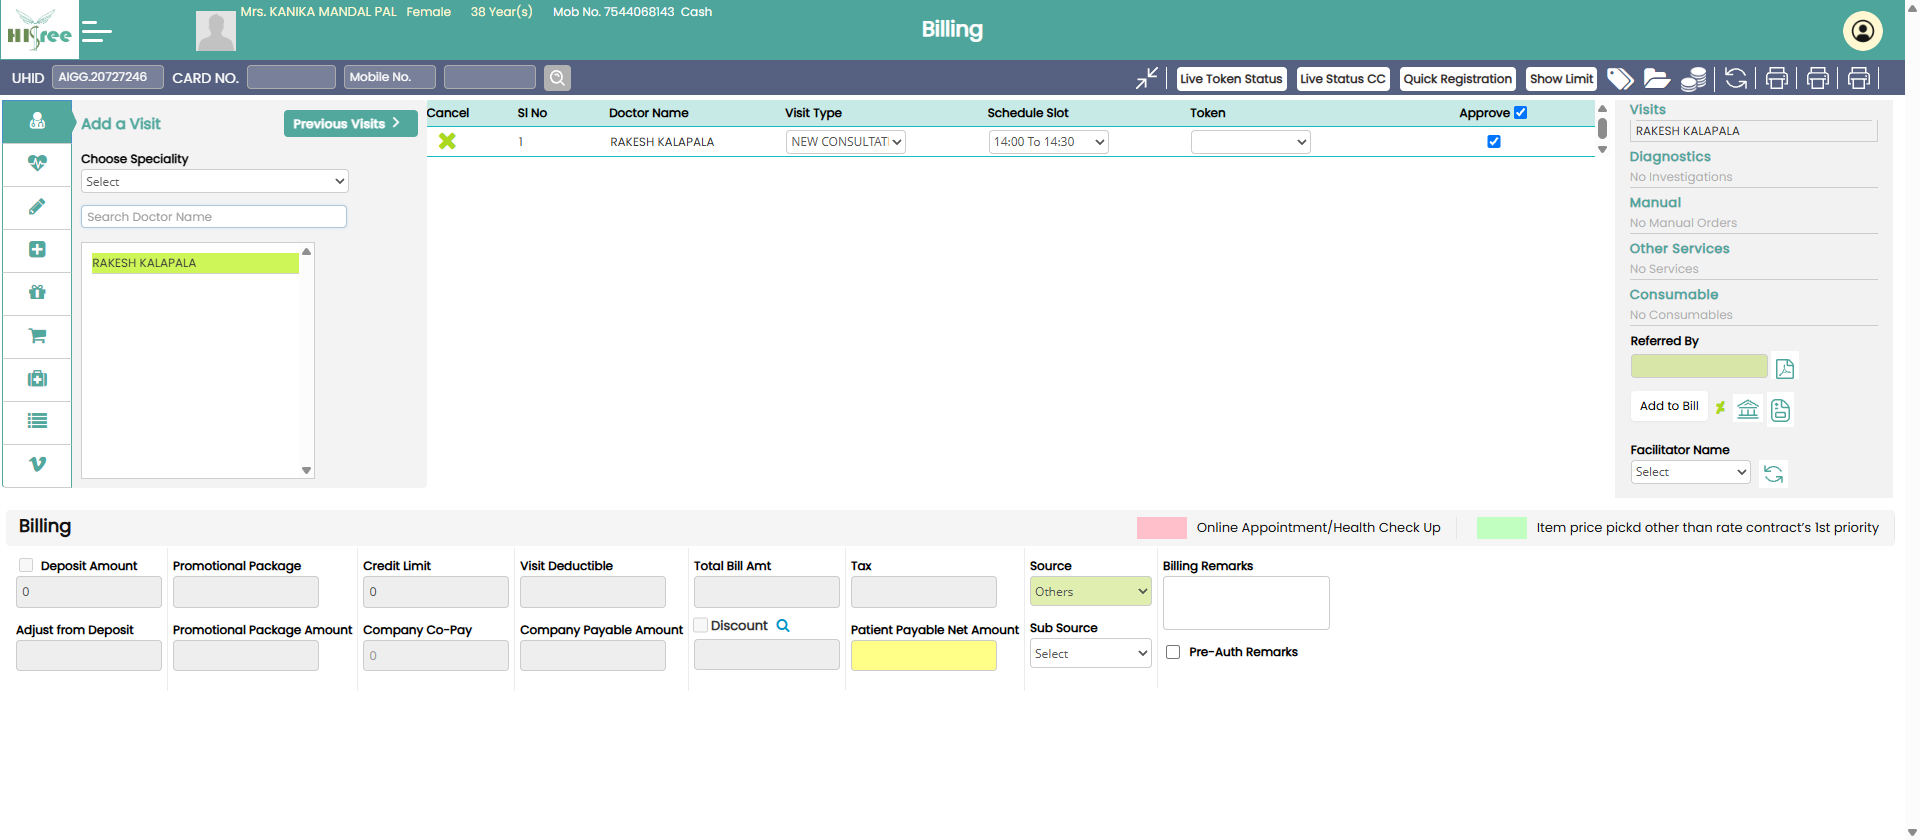 HISree
Mrs. KANIKA MANDAL PAL Female 38 Year(s) Mob No. 7544068143 Cash
Billing
UHID AIGG.20727246 CARD NO. Mobile No.
Live Token Status Live Status CC Quick Registration Show Limit
Add a Visit Previous Visits
Choose Speciality
Select
Search Doctor Name
RAKESH KALAPALA
Cancel Sl No Doctor Name Visit Type Schedule Slot Token Approve
1 RAKESH KALAPALA NEW CONSULTATI 14:00 To 14:30
Visits
RAKESH KALAPALA
Diagnostics
No Investigations
Manual
No Manual Orders
Other Services
No Services
Consumable
No Consumables
Referred By
Add to Bill
Facilitator Name
Select
Billing
Online Appointment/Health Check Up
Item price pickd other than rate contract's 1st priority
Deposit Amount Promotional Package Credit Limit Visit Deductible Total Bill Amt Tax Source Billing Remarks
0 0 Others
Adjust from Deposit Promotional Package Amount Company Co-Pay Company Payable Amount Discount Patient Payable Net Amount Sub Source
0 Select
Pre-Auth Remarks